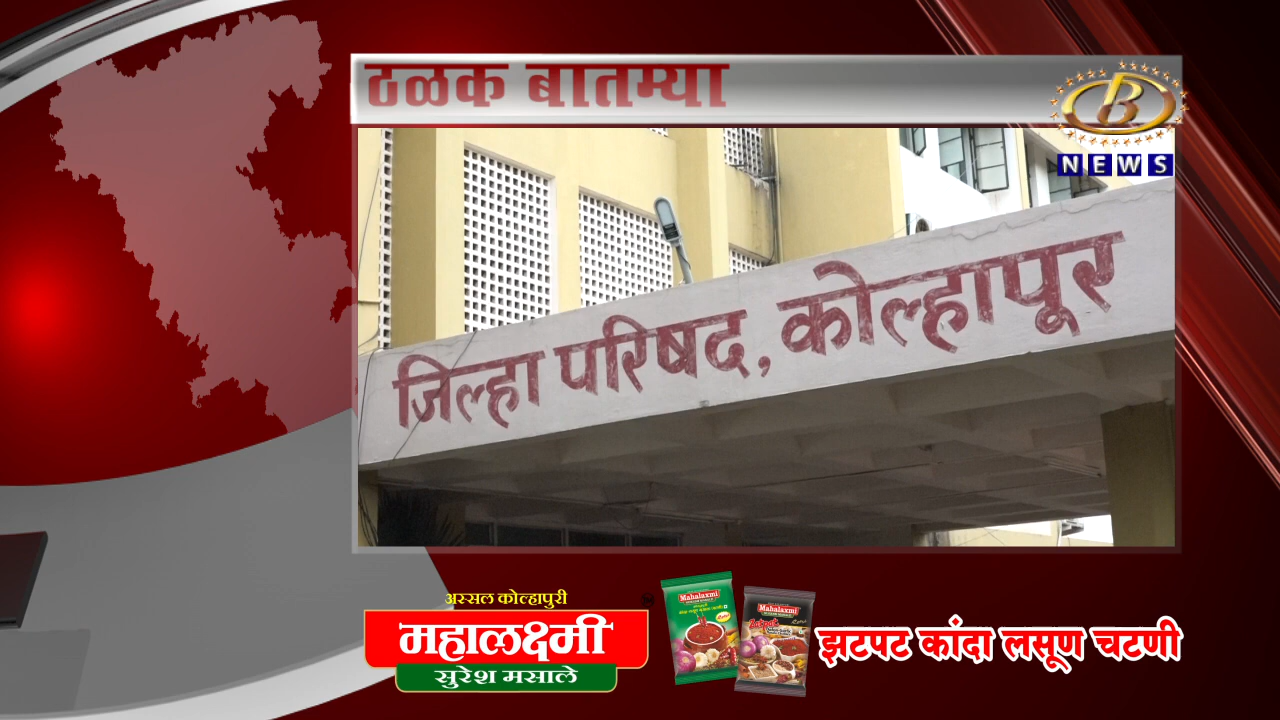 ठळक बातम्या
B
NEWS
जिल्हा परिषद, कोल्हापूर
अस्सल कोल्हापुरी
महालक्ष्मी
सुरेश मसाले
Mahalaxmi
Mahalaxmi
झटपट कांदा लसूण चटणी